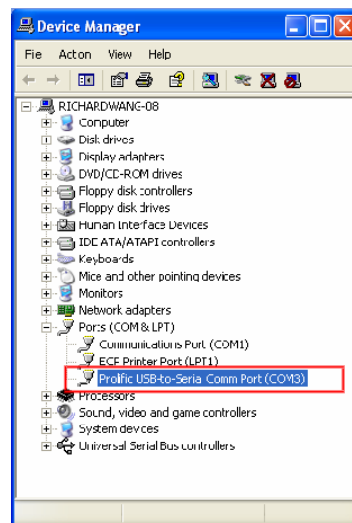 Device Manager
File Action View Help
RICHARDWANG-08
Computer
Disk drives
Display adapters
DVD/CD-ROM drives
Floppy disk controllers
Floppy disk drives
Human Interface Devices
IDE ATA/ATAPI controllers
Keyboards
Mice and other pointing devices
Monitors
Network adapters
Ports (COM & LPT)
Communications Port (COM1)
ECP Printer Port (LPT1)
Prolific USB-to-Serial Comm Port (COM3)
Processors
Sound, video and game controllers
System devices
Universal Serial Bus controllers